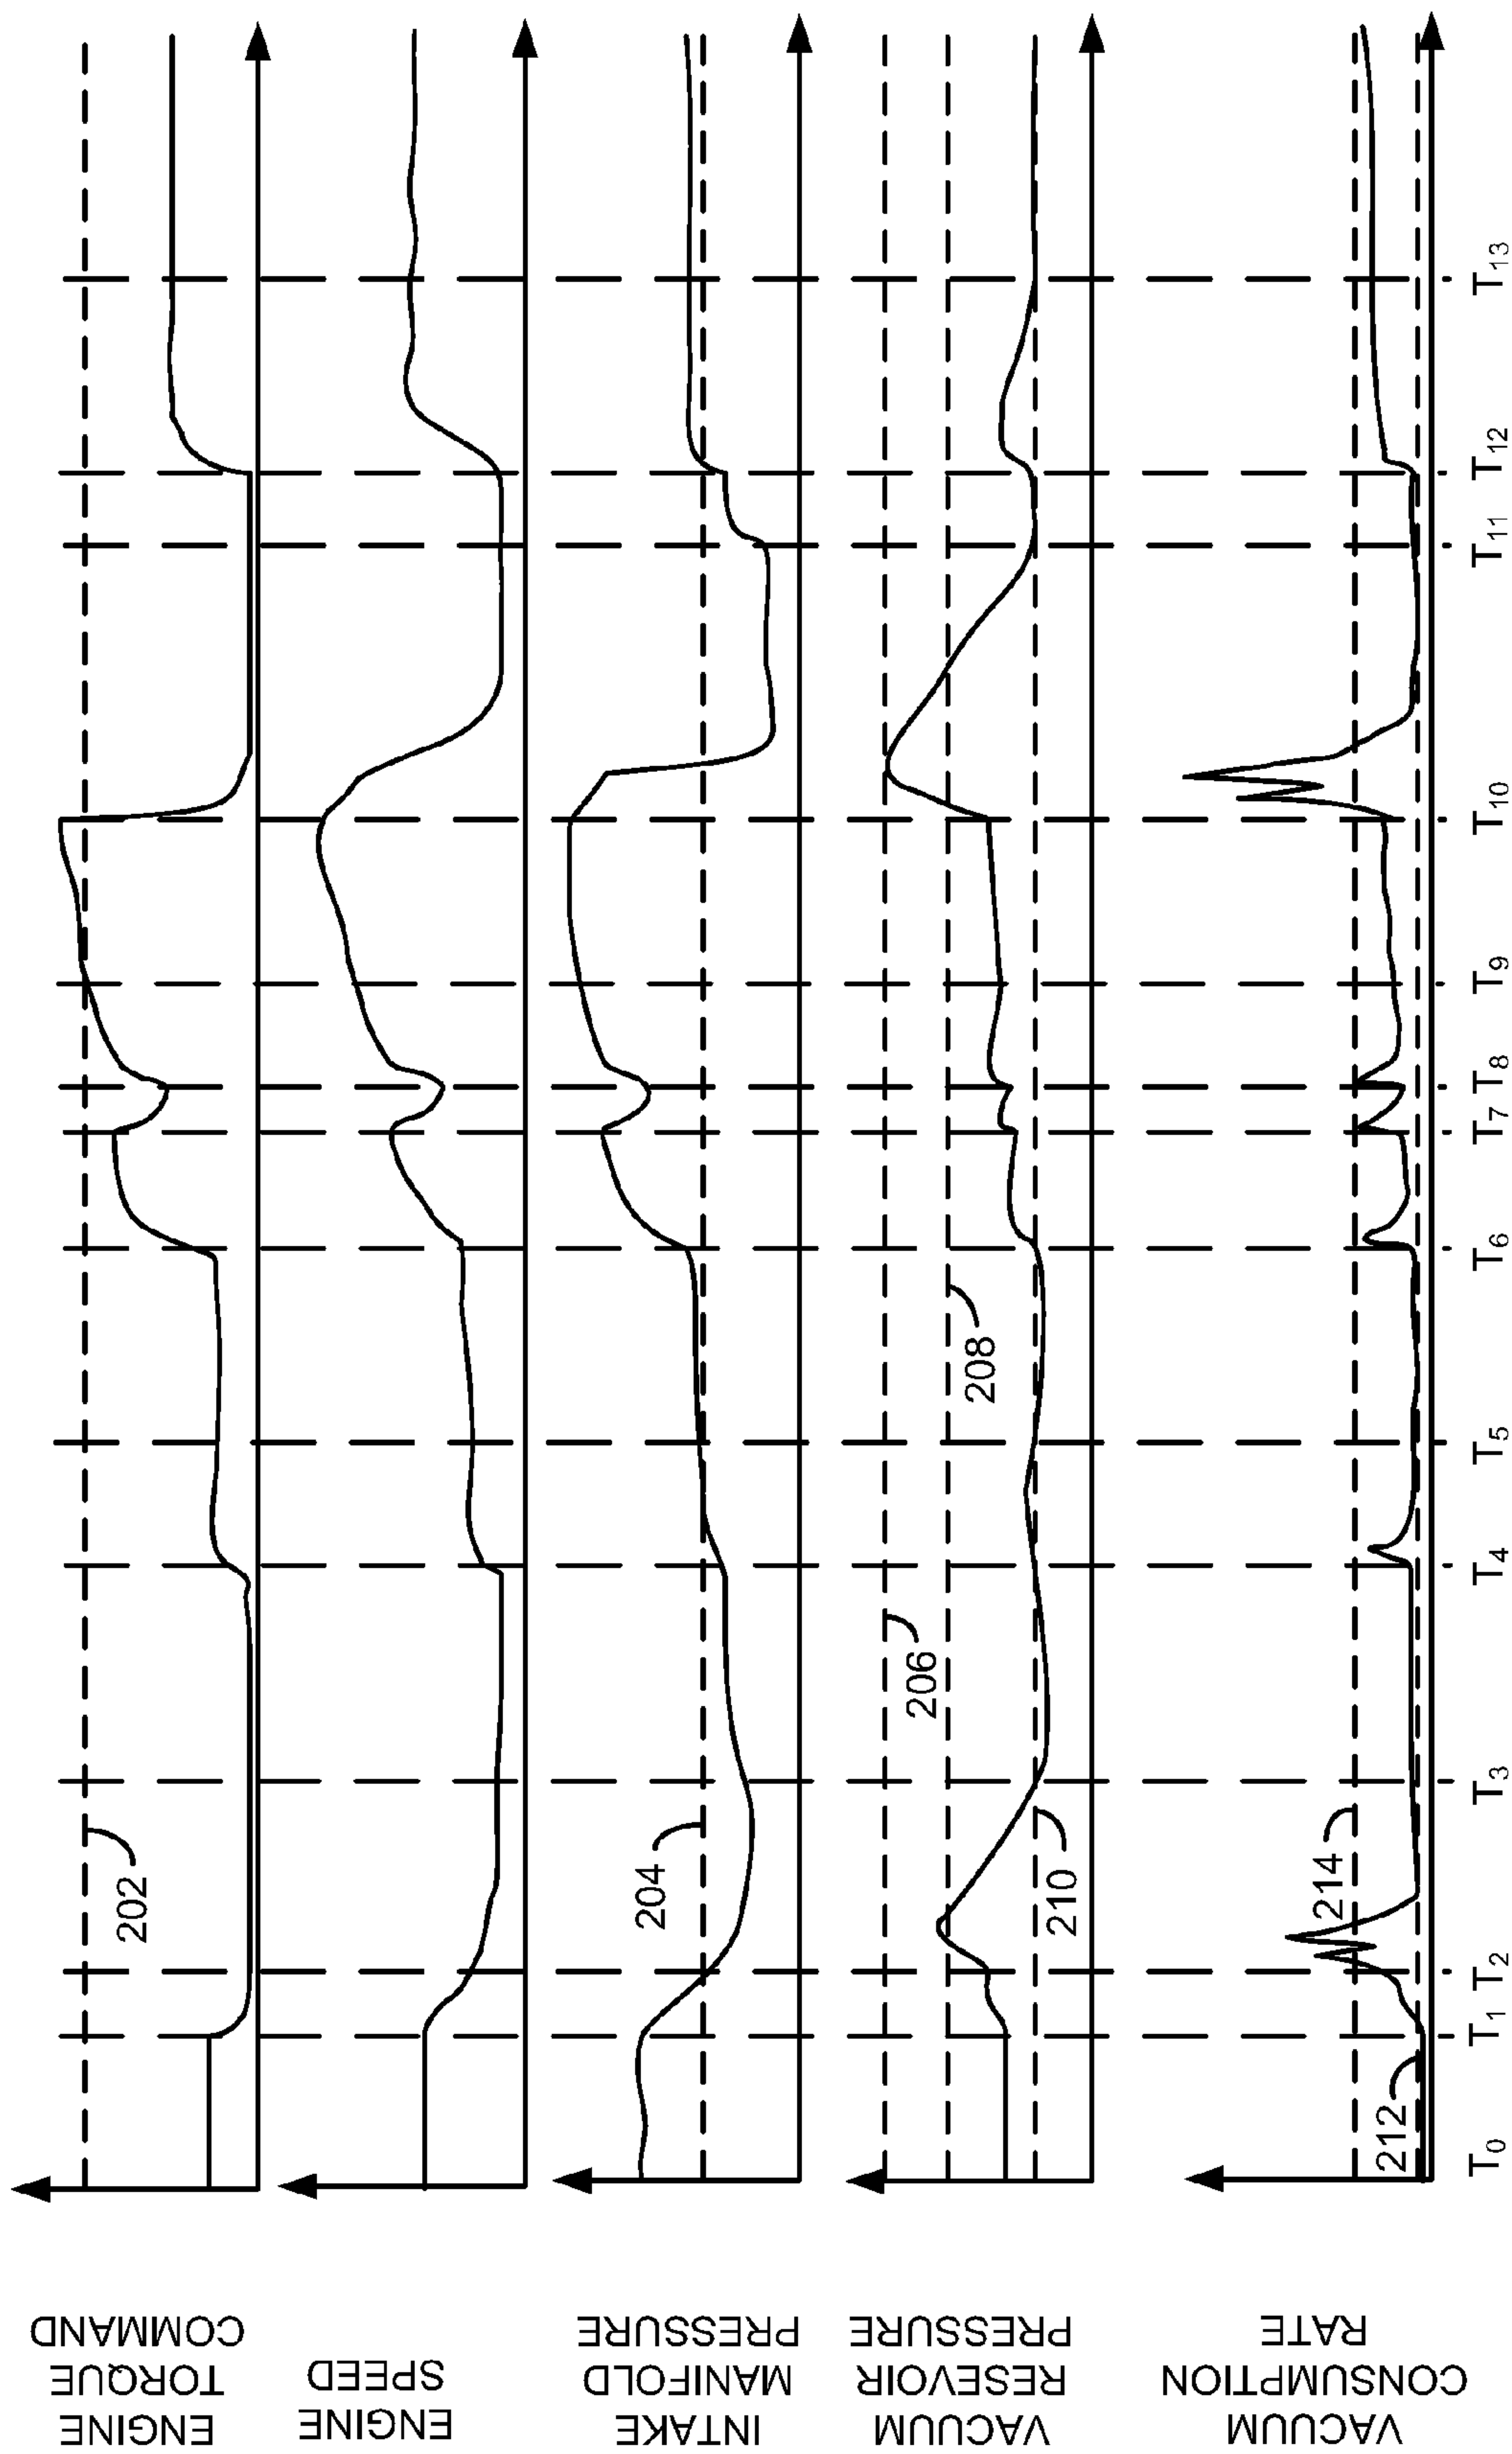 ENGINE
TORQUE
COMMAND
202
ENGINE
SPEED
INTAKE
MANIFOLD
PRESSURE
204
VACUUM
RESEVOIR
PRESSURE
206
208
210
VACUUM
CONSUMPTION
RATE
212
214
T0 T1 T2 T3 T4 T5 T6 T7 T8 T9 T10 T11 T12 T13